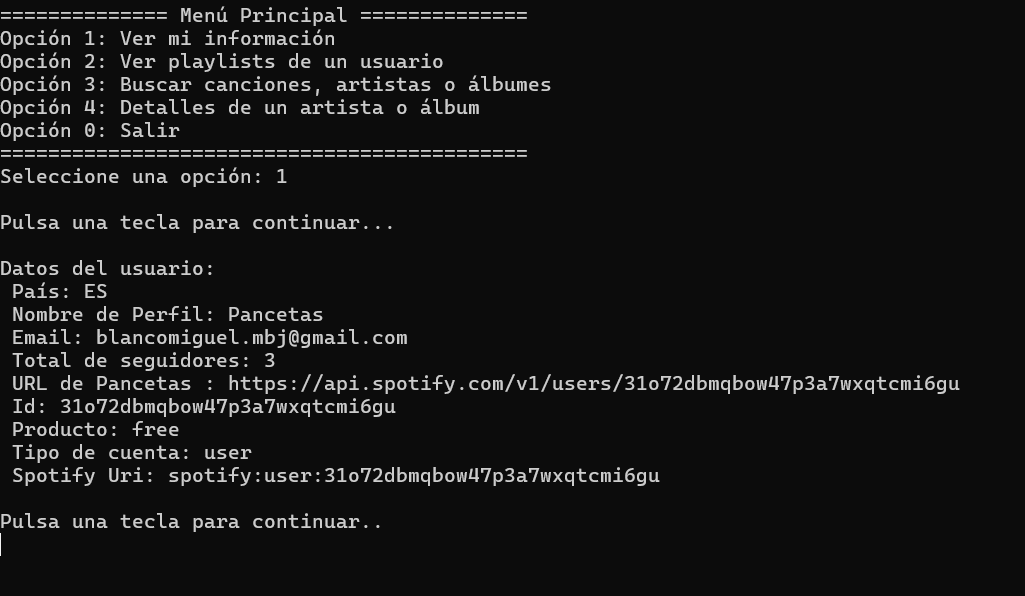 ============== Menú Principal ==============
Opción 1: Ver mi información
Opción 2: Ver playlists de un usuario
Opción 3: Buscar canciones, artistas o álbumes
Opción 4: Detalles de un artista o álbum
Opción 0: Salir
============================================
Seleccione una opción: 1
Pulsa una tecla para continuar...
Datos del usuario:
País: ES
Nombre de Perfil: Pancetas
Email: blancomiguel.mbj@gmail.com
Total de seguidores: 3
URL de Pancetas : https://api.spotify.com/v1/users/31o72dbmqbow47p3a7wxqtcmi6gu
Id: 31o72dbmqbow47p3a7wxqtcmi6gu
Producto: free
Tipo de cuenta: user
Spotify Uri: spotify:user:31o72dbmqbow47p3a7wxqtcmi6gu
Pulsa una tecla para continuar..